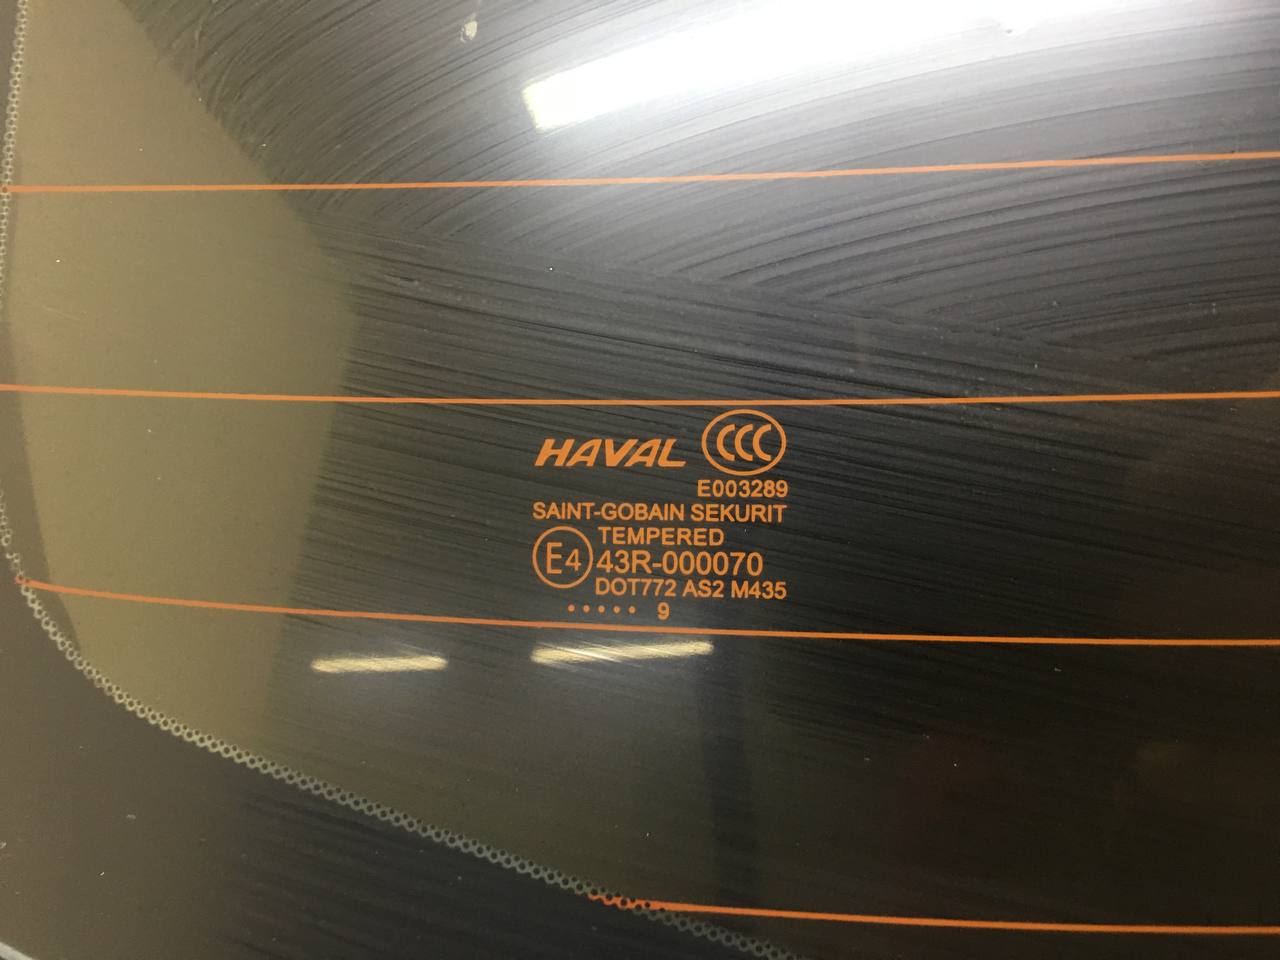 HAVAL CCC
E003289
SAINT-GOBAIN SEKURIT
TEMPERED
E4 43R-000070
DOT772 AS2 M435
····· 9